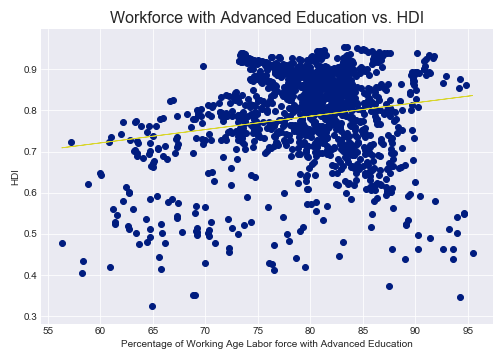 Workforce with Advanced Education vs. HDI
0.9
0.8
0.7
0.6
0.5
0.4
0.3
HDI
55 60 65 70 75 80 85 90 95
Percentage of Working Age Labor force with Advanced Education